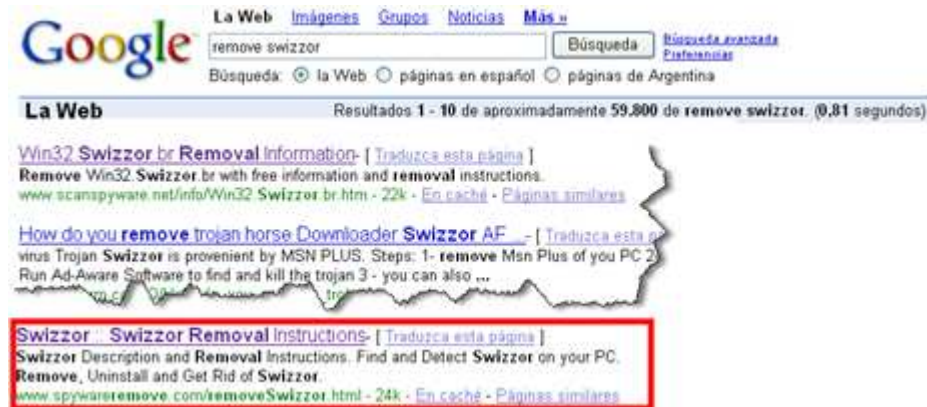 La Web Imágenes Grupos Noticias Más »
Google
remove swizzor Búsqueda Búsqueda avanzada
Preferencias
Búsqueda: la Web páginas en español páginas de Argentina
La Web Resultados 1 - 10 de aproximadamente 59.800 de remove swizzor. (0,81 segundos)
Win32 Swizzor br Removal Information- [ Traduzca esta página ]
Remove Win32.Swizzor.br with free information and removal instructions.
www.scanspyware.net/info/Win32.Swizzor.br.htm - 22k - En caché - Páginas similares
How do you remove trojan horse Downloader Swizzor AF ...- [ Traduzca esta p
virus Trojan Swizzor is provenient by MSN PLUS. Steps: 1- remove Msn Plus of you PC 2
Run Ad-Aware Software to find and kill the trojan 3 - you can also ...
Swizzor :: Swizzor Removal Instructions- [ Traduzca esta página ]
Swizzor Description and Removal Instructions. Find and Detect Swizzor on your PC.
Remove, Uninstall and Get Rid of Swizzor.
www.spywareremove.com/removeSwizzor.html - 24k - En caché - Páginas similares